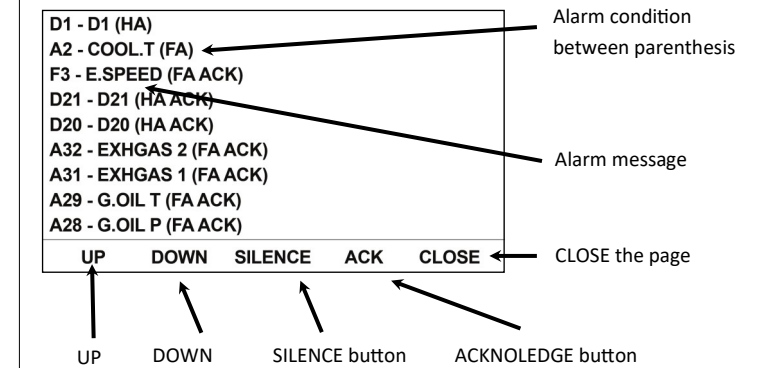 D1 - D1 (HA)
A2 - COOL.T (FA)
F3 - E.SPEED (FA ACK)
D21 - D21 (HA ACK)
D20 - D20 (HA ACK)
A32 - EXHGAS 2 (FA ACK)
A31 - EXHGAS 1 (FA ACK)
A29 - G.OIL T (FA ACK)
A28 - G.OIL P (FA ACK)
UP DOWN SILENCE ACK CLOSE
Alarm condition
between parenthesis
Alarm message
CLOSE the page
UP DOWN SILENCE button ACKNOLEDGE button